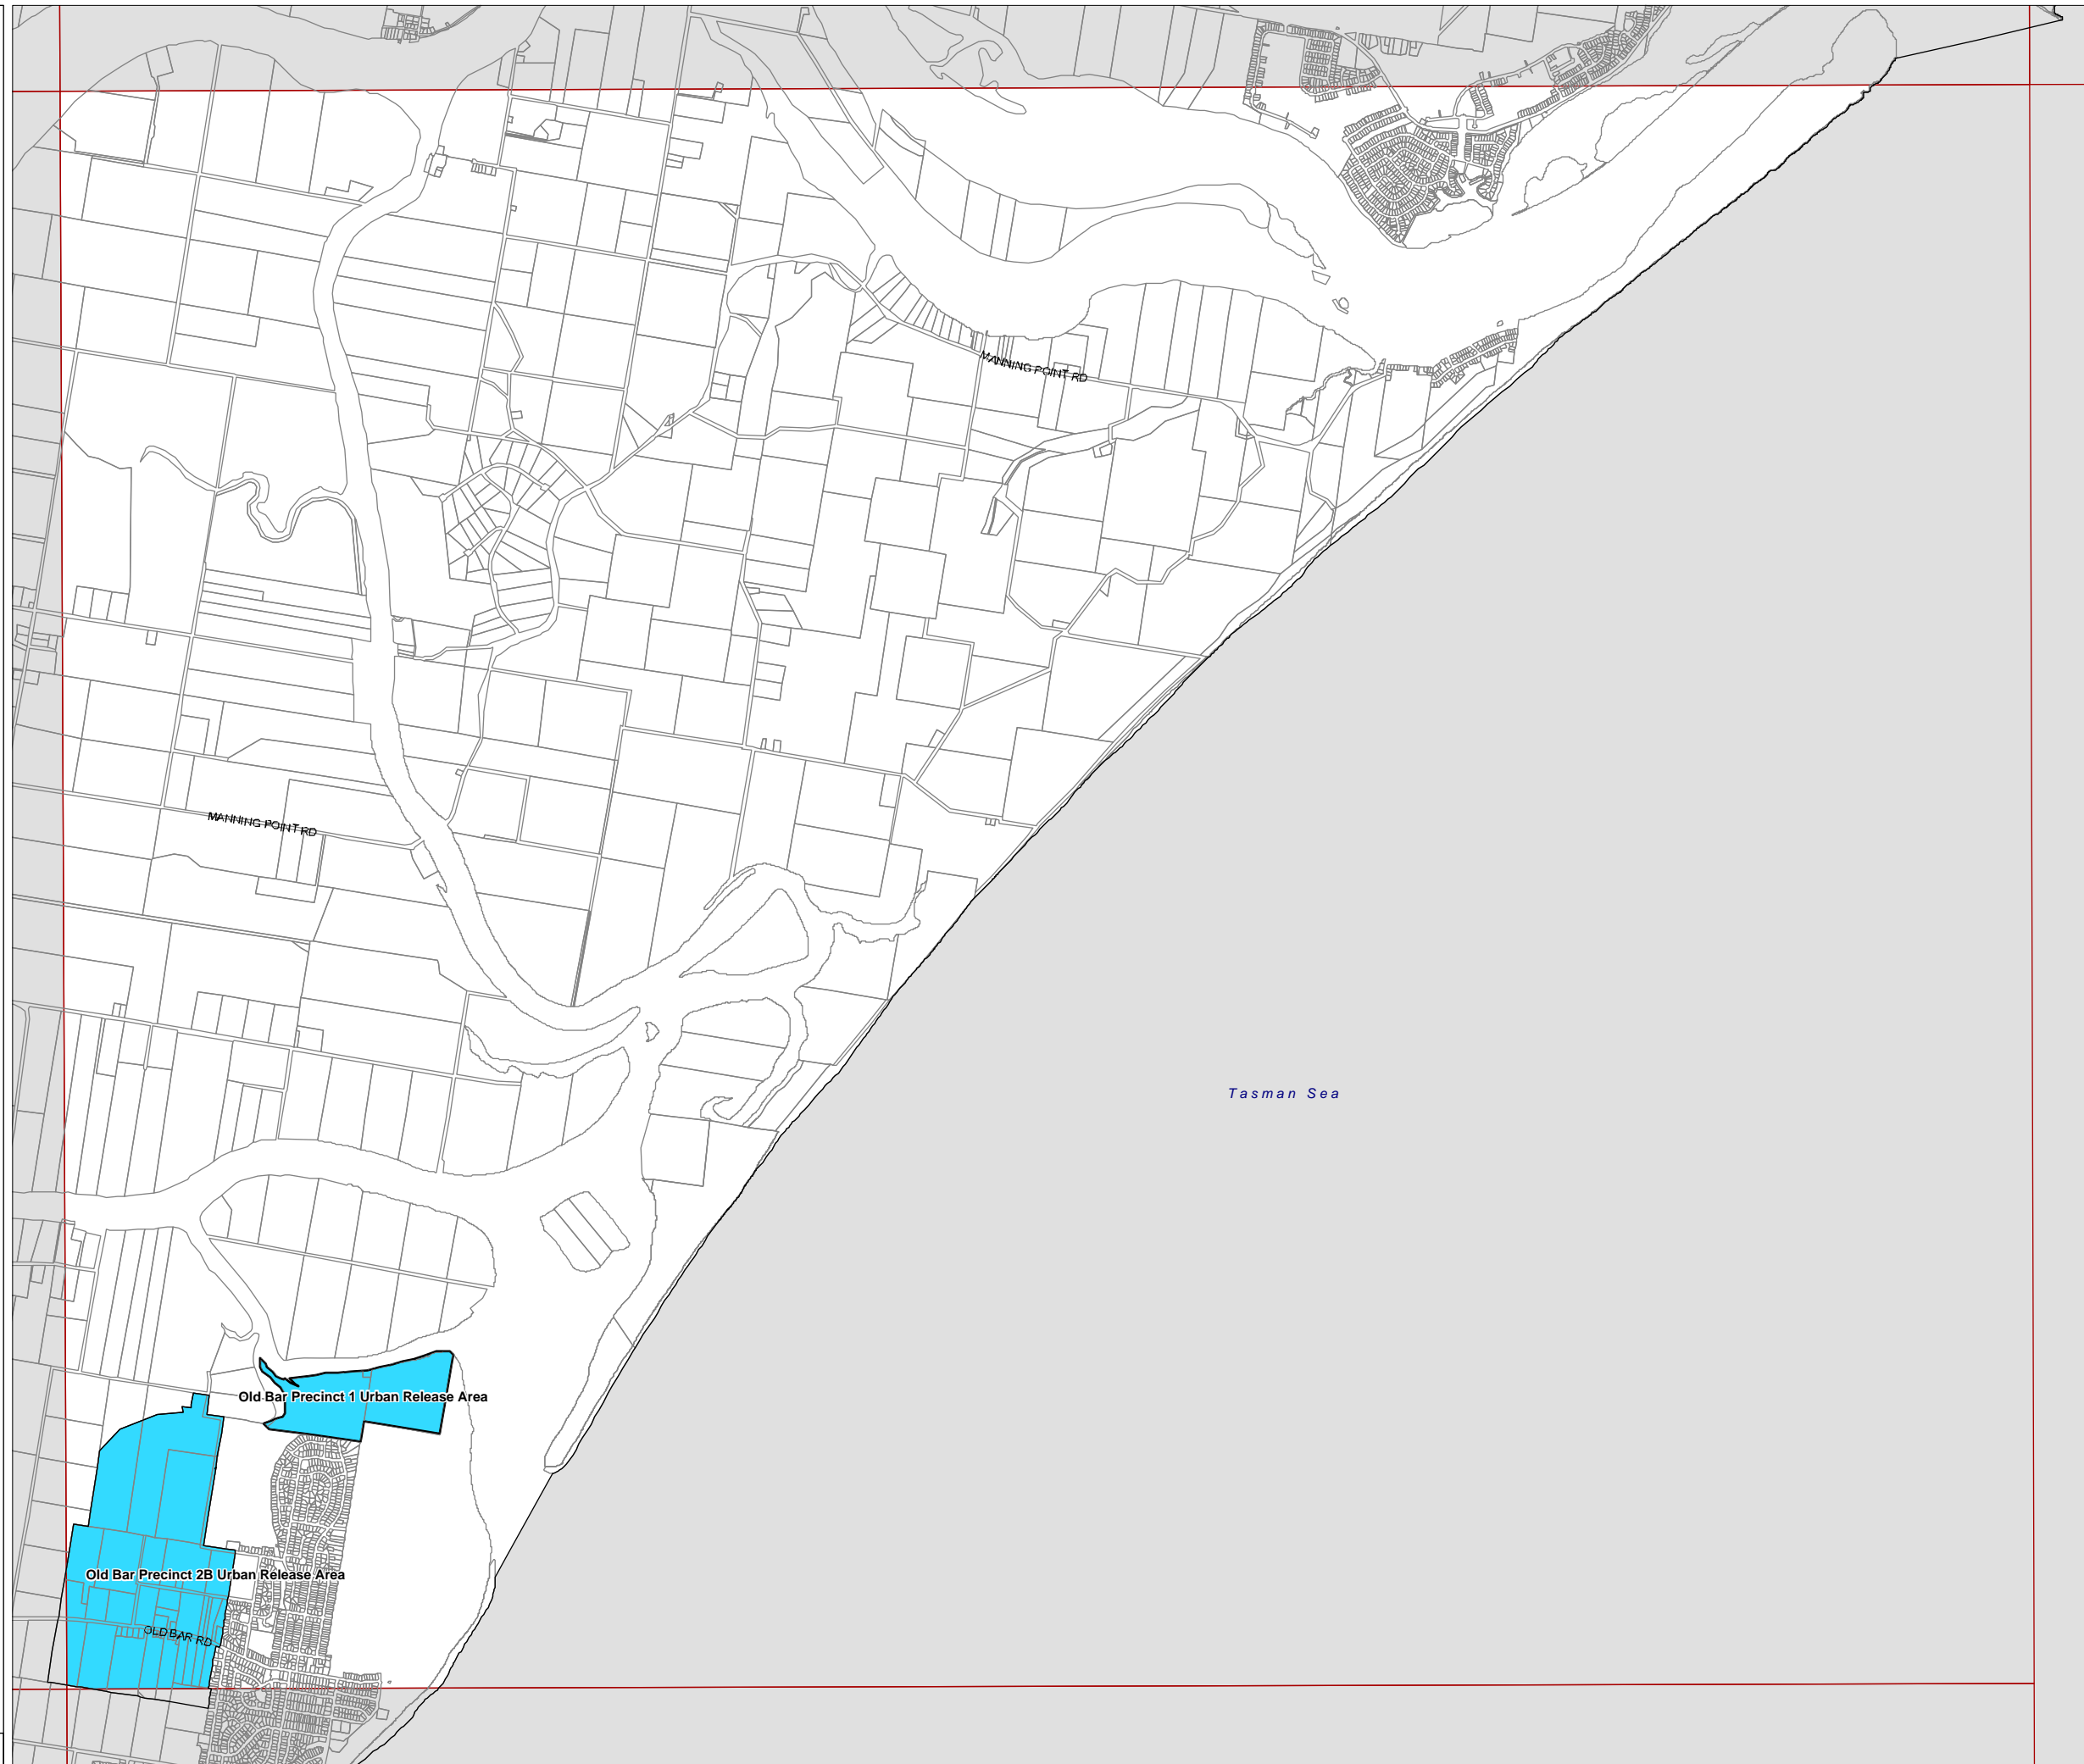 MANNING POINT RD
MANNING POINT RD
Tasman Sea
Old Bar Precinct 1 Urban Release Area
Old Bar Precinct 2B Urban Release Area
OLD BAR RD